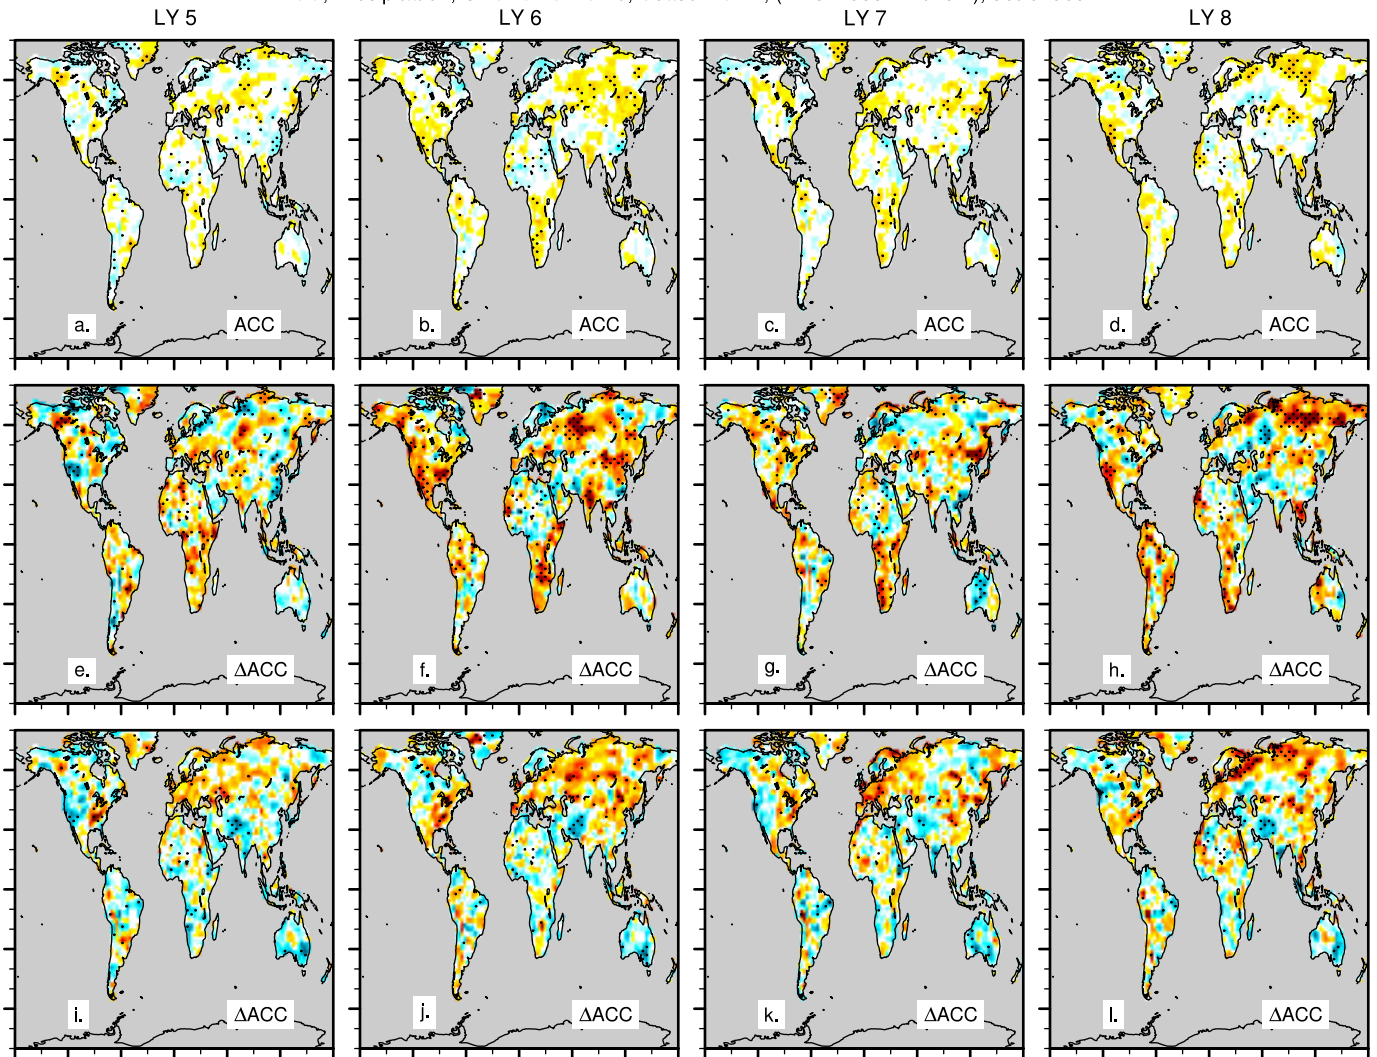 LY 5
LY 6
LY 7
LY 8
a.
ACC
b.
ACC
c.
ACC
d.
ACC
e.
ΔACC
f.
ΔACC
g.
ΔACC
h.
ΔACC
i.
ΔACC
j.
ΔACC
k.
ΔACC
l.
ΔACC